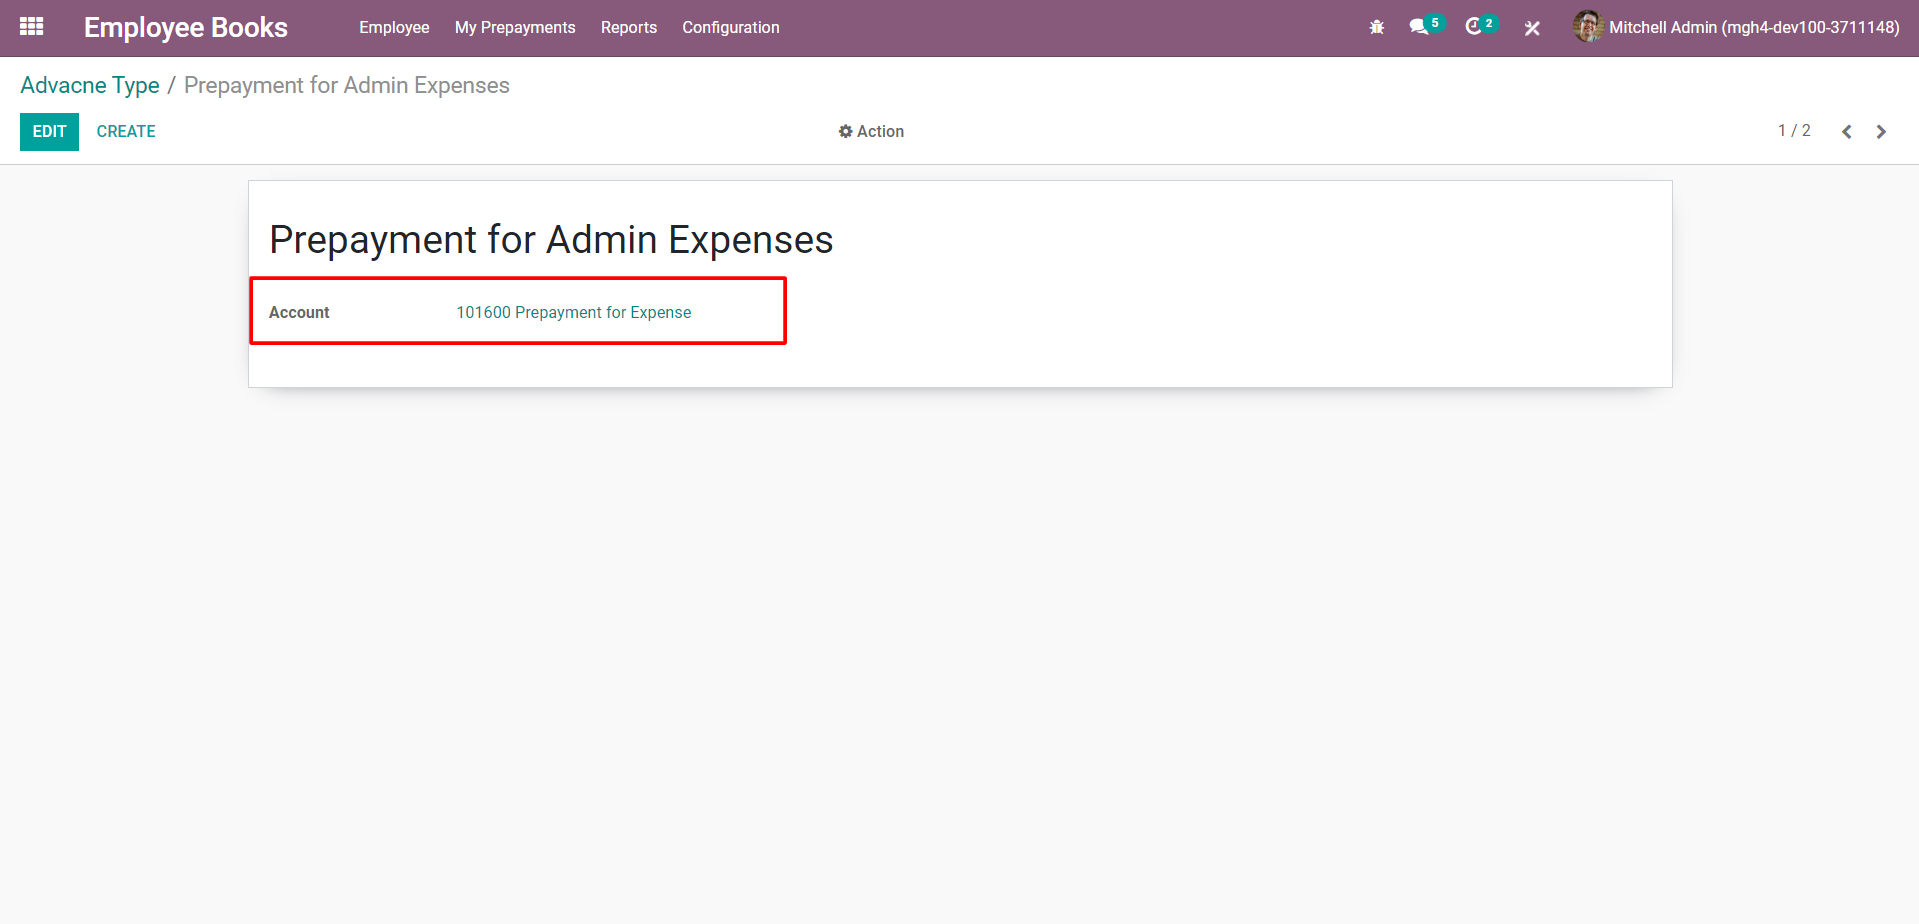 Employee Books Employee My Prepayments Reports Configuration 5 2 Mitchell Admin (mgh4-dev100-3711148)
Advacne Type / Prepayment for Admin Expenses
EDIT CREATE Action 1 / 2
Prepayment for Admin Expenses
Account 101600 Prepayment for Expense